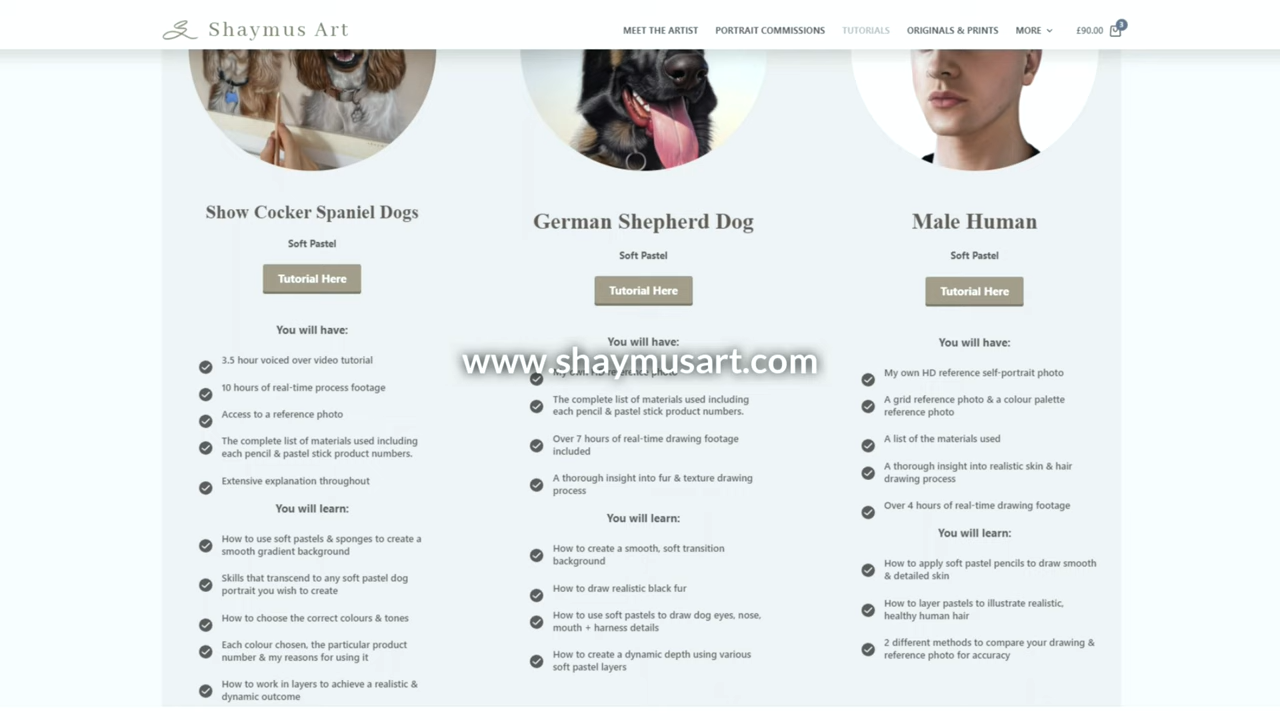 Shaymus Art
MEET THE ARTIST
PORTRAIT COMMISSIONS
TUTORIALS
ORIGINALS & PRINTS
MORE
£90.00
3
Show Cocker Spaniel Dogs
Soft Pastel
Tutorial Here
You will have:
3.5 hour voiced over video tutorial
10 hours of real-time process footage
Access to a reference photo
The complete list of materials used including
each pencil & pastel stick product numbers.
Extensive explanation throughout
You will learn:
How to use soft pastels & sponges to create a
smooth gradient background
Skills that transcend to any soft pastel dog
portrait you wish to create
How to choose the correct colours & tones
Each colour chosen, the particular product
number & my reasons for using it
How to work in layers to achieve a realistic &
dynamic outcome
German Shepherd Dog
Soft Pastel
Tutorial Here
You will have:
www.shaymusart.com
My own HD reference photo
The complete list of materials used including
each pencil & pastel stick product numbers.
Over 7 hours of real-time drawing footage
included
A thorough insight into fur & texture drawing
process
You will learn:
How to create a smooth, soft transition
background
How to draw realistic black fur
How to use soft pastels to draw dog eyes, nose,
mouth + harness details
How to create a dynamic depth using various
soft pastel layers
Male Human
Soft Pastel
Tutorial Here
You will have:
My own HD reference self-portrait photo
A grid reference photo & a colour palette
reference photo
A list of the materials used
A thorough insight into realistic skin & hair
drawing process
Over 4 hours of real-time drawing footage
You will learn:
How to apply soft pastel pencils to draw smooth
& detailed skin
How to layer pastels to illustrate realistic,
healthy human hair
2 different methods to compare your drawing &
reference photo for accuracy